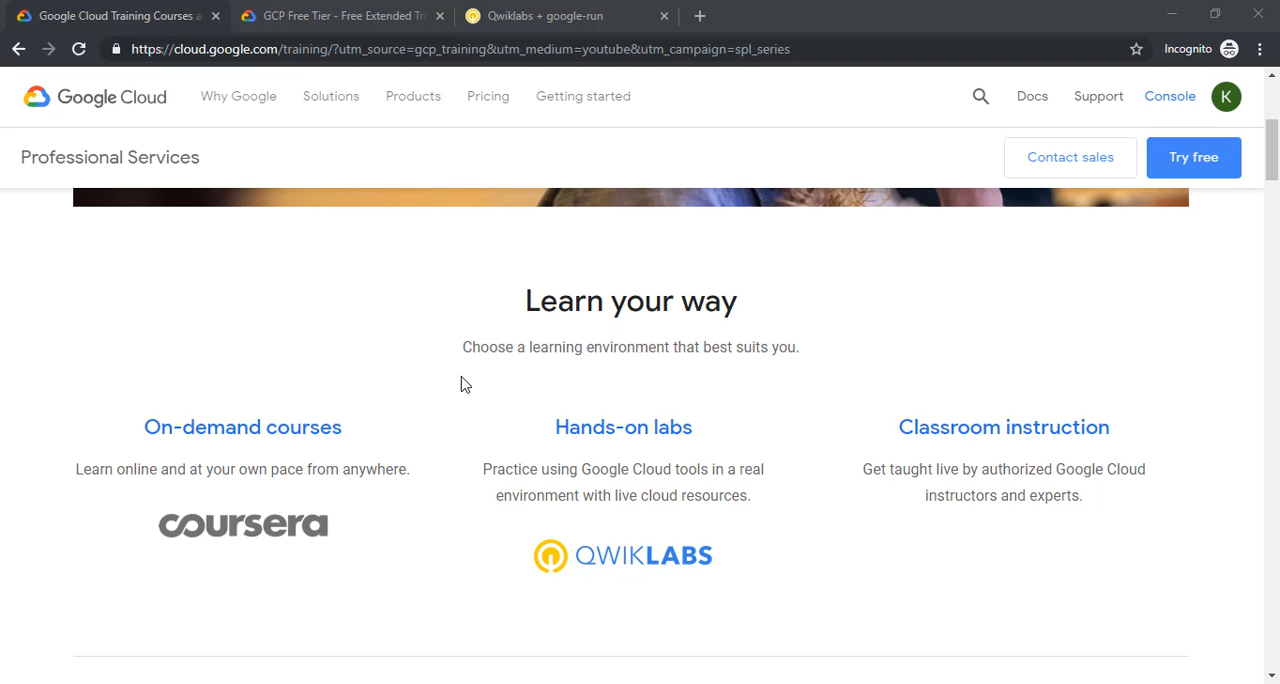 Google Cloud Training Courses a
GCP Free Tier - Free Extended Tri
Qwiklabs + google-run
https://cloud.google.com/training/?utm_source=gcp_training&utm_medium=youtube&utm_campaign=spl_series
Incognito
Google Cloud
Why Google
Solutions
Products
Pricing
Getting started
Docs
Support
Console
K
Professional Services
Contact sales
Try free
Learn your way
Choose a learning environment that best suits you.
On-demand courses
Learn online and at your own pace from anywhere.
coursera
Hands-on labs
Practice using Google Cloud tools in a real
environment with live cloud resources.
QWIKLABS
Classroom instruction
Get taught live by authorized Google Cloud
instructors and experts.